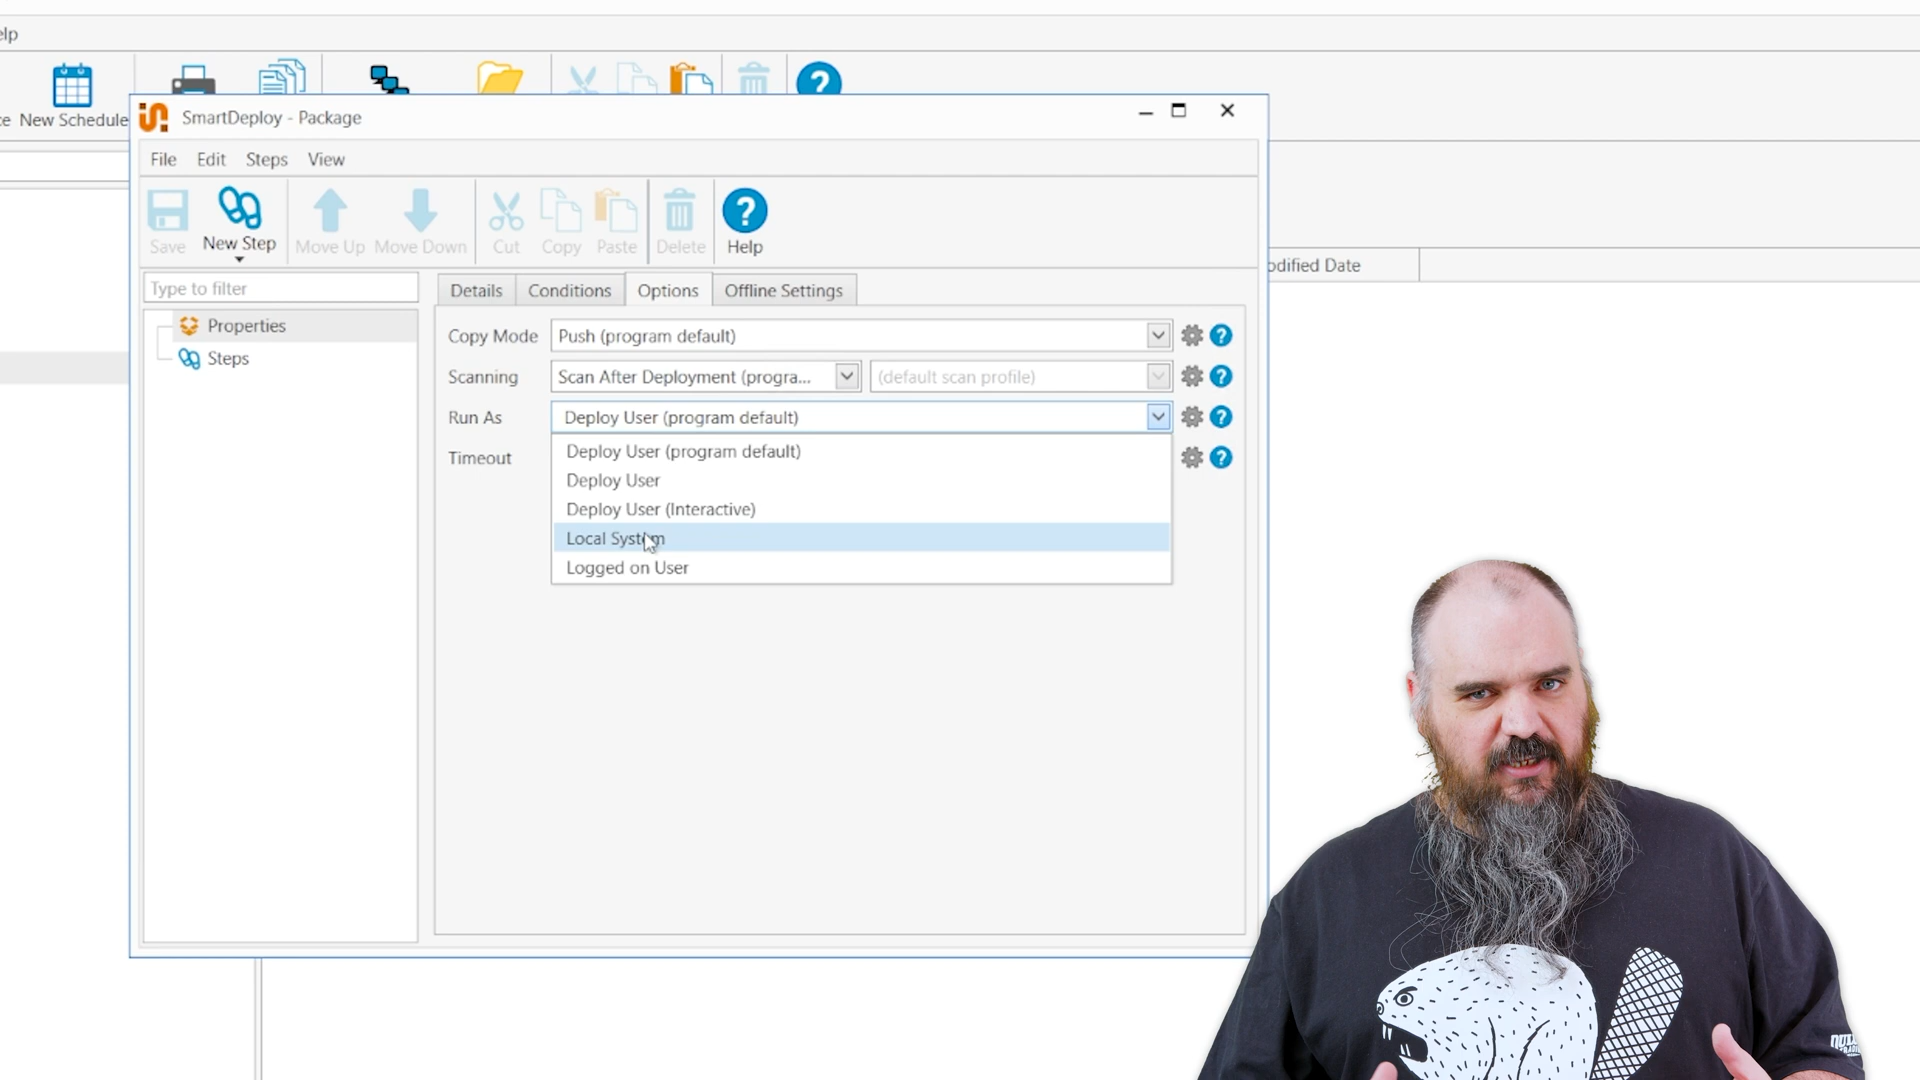 elp
ce New Schedule
SmartDeploy - Package
File Edit Steps View
Save New Step Move Up Move Down Cut Copy Paste Delete Help
Type to filter
Details Conditions Options Offline Settings
odified Date
Properties
Steps
Copy Mode Push (program default)
Scanning Scan After Deployment (progra... (default scan profile)
Run As Deploy User (program default)
Timeout
Deploy User (program default)
Deploy User
Deploy User (Interactive)
Local System
Logged on User